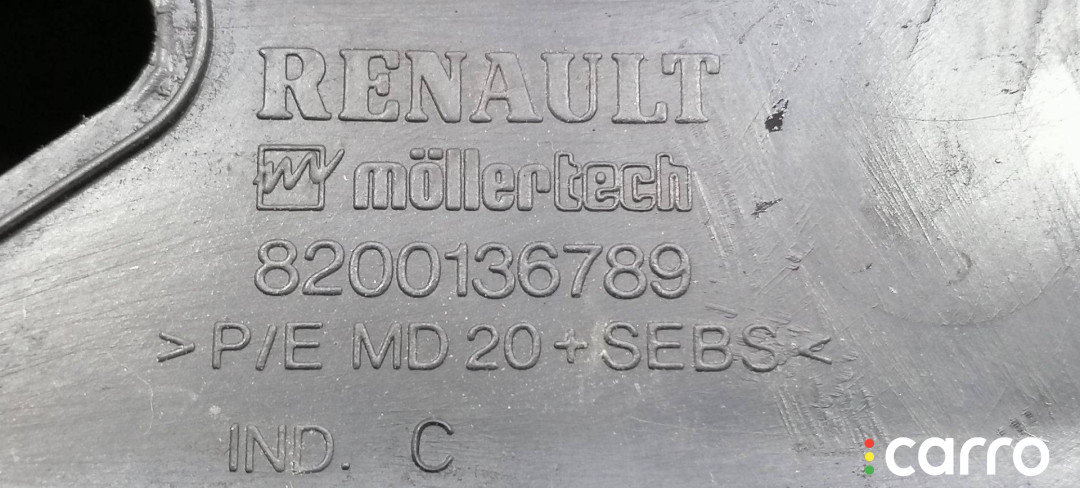 RENAULT
möllertech
8200136789
>P/E MD 20+SEBS<
IND. C
carro